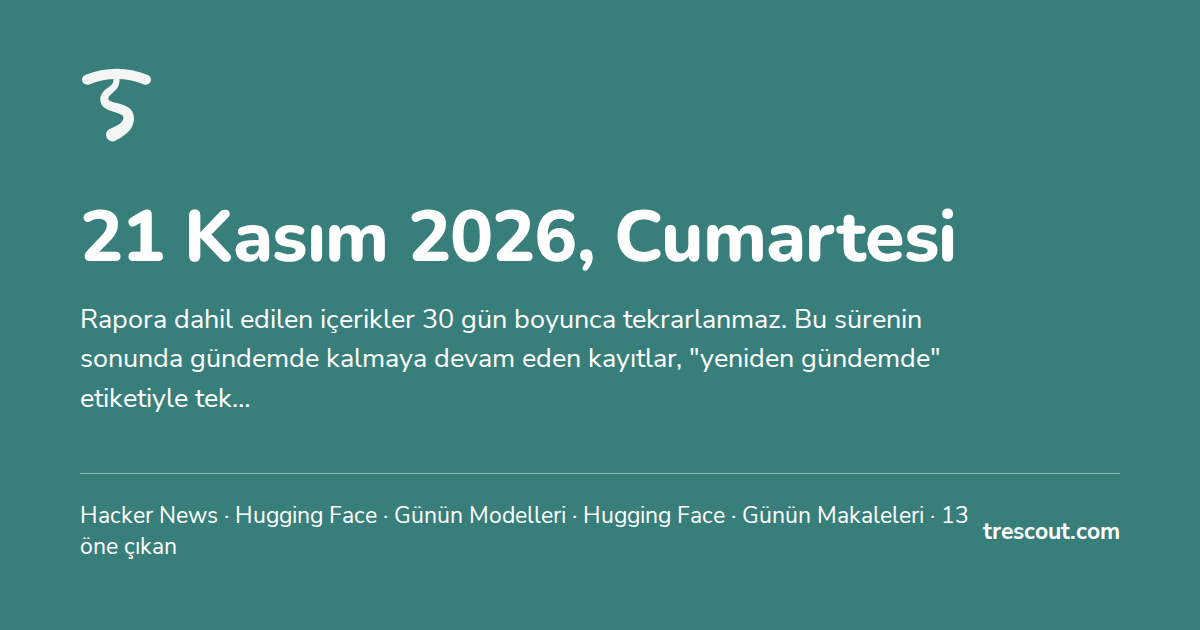 21 Kasım 2026, Cumartesi
Rapora dahil edilen içerikler 30 gün boyunca tekrarlanmaz. Bu sürenin
sonunda gündemde kalmaya devam eden kayıtlar, "yeniden gündemde"
etiketiyle tek...
Hacker News · Hugging Face · Günün Modelleri · Hugging Face · Günün Makaleleri · 13
öne çıkan
trescout.com